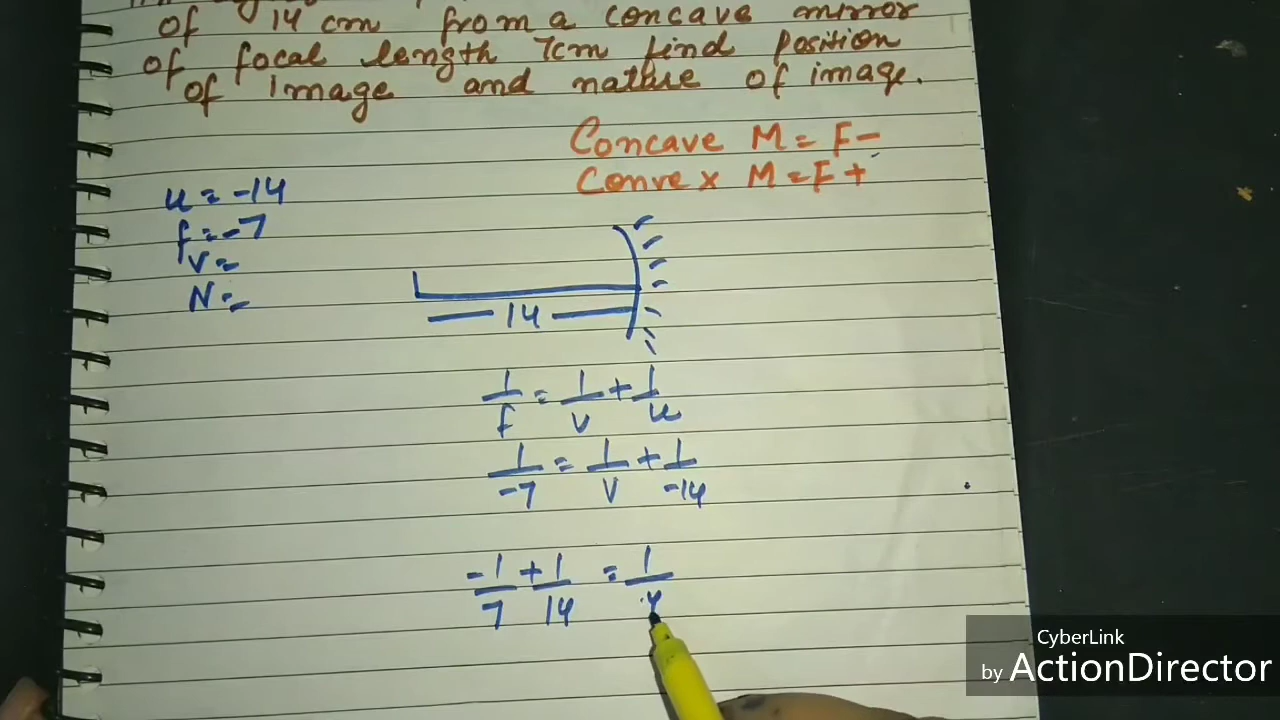 of 14 cm from a concave mirror
of focal length 7cm find position
of image and nature of image.
Concave M = F-
Convex M = F +
u = -14
f = -7
V =
N =
14
1/f = 1/v + 1/u
1/-7 = 1/V + 1/-14
-1/7 + 1/14 = 1/v
CyberLink
by ActionDirector